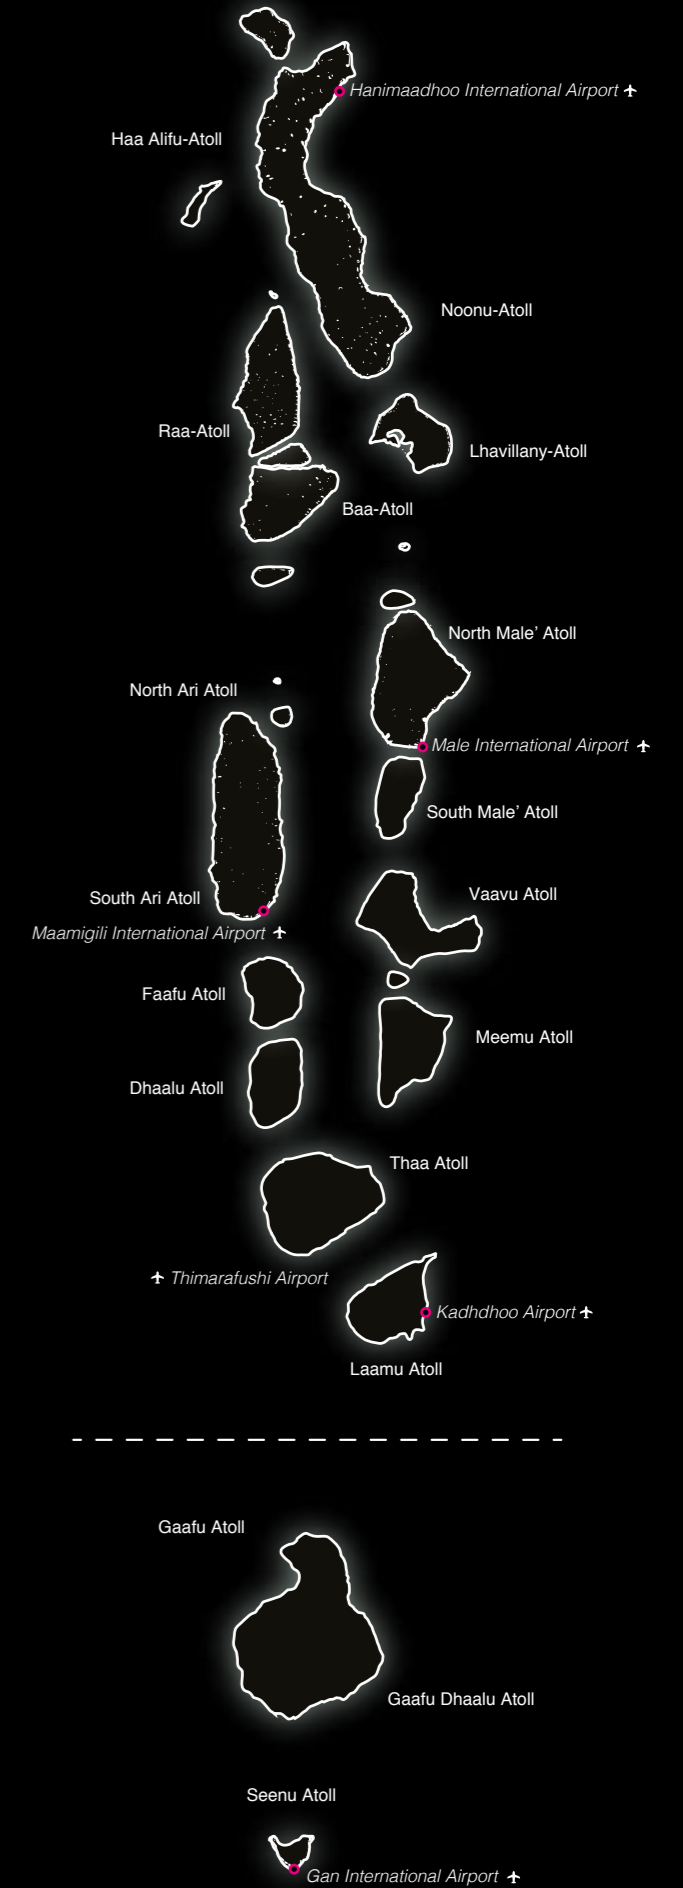 Hanimaadhoo International Airport
Haa Alifu-Atoll
Noonu-Atoll
Raa-Atoll
Lhavillany-Atoll
Baa-Atoll
North Male’ Atoll
North Ari Atoll
Male International Airport
South Male’ Atoll
Vaavu Atoll
South Ari Atoll
Maamigili International Airport
Faafu Atoll
Meemu Atoll
Dhaalu Atoll
Thaa Atoll
Thimarafushi Airport
Kadhdhoo Airport
Laamu Atoll
Gaafu Atoll
Gaafu Dhaalu Atoll
Seenu Atoll
Gan International Airport